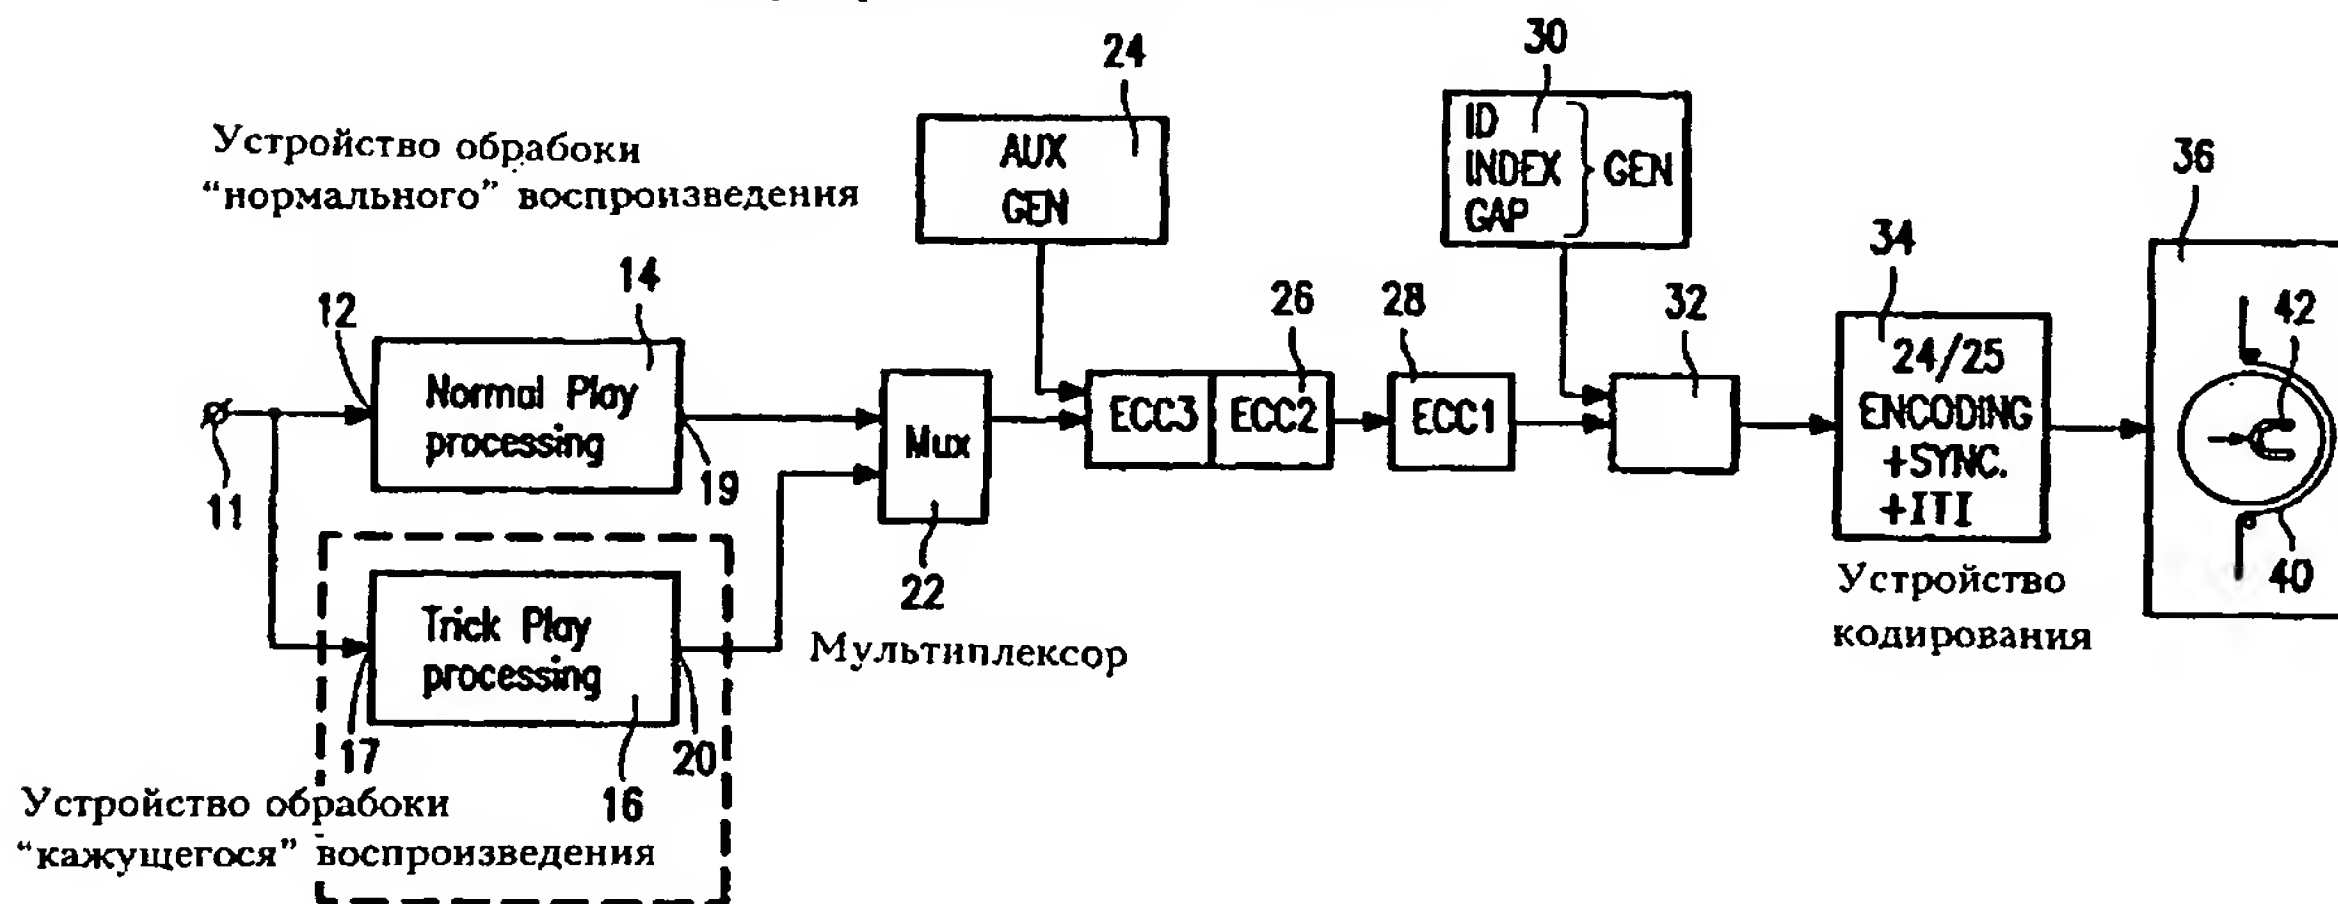 24
30
AUX
GEN
ID
INDEX
GAP
GEN
36
Устройство обрабоки
“нормального” воспроизведения
14
12
26
28
32
34
42
Normal Play
processing
19
11
Mux
22
Мультиплексор
ECC3
ECC2
ECC1
24/25
ENCODING
+SYNC.
+ITI
Устройство
кодирования
40
Trick Play
processing
17
20
16
Устройство обрабоки
“кажущегося” воспроизведения